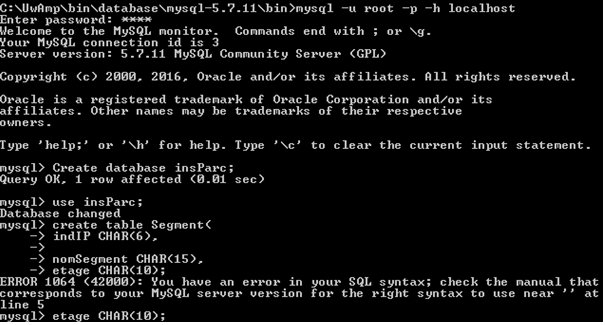 C:\UwAmp\bin\database\mysql-5.7.11\bin>mysql -u root -p -h localhost
Enter password: ****
Welcome to the MySQL monitor.  Commands end with ; or \g.
Your MySQL connection id is 3
Server version: 5.7.11 MySQL Community Server (GPL)
Copyright (c) 2000, 2016, Oracle and/or its affiliates. All rights reserved.
Oracle is a registered trademark of Oracle Corporation and/or its
affiliates. Other names may be trademarks of their respective
owners.
Type 'help;' or '\h' for help. Type '\c' to clear the current input statement.
mysql> Create database insParc;
Query OK, 1 row affected (0.01 sec)
mysql> use insParc;
Database changed
mysql> create table Segment(
    -> indIP CHAR(6),
    ->
    -> nomSegment CHAR(15),
    -> etage CHAR(10);
ERROR 1064 (42000): You have an error in your SQL syntax; check the manual that
corresponds to your MySQL server version for the right syntax to use near '' at
line 5
mysql> etage CHAR(10);